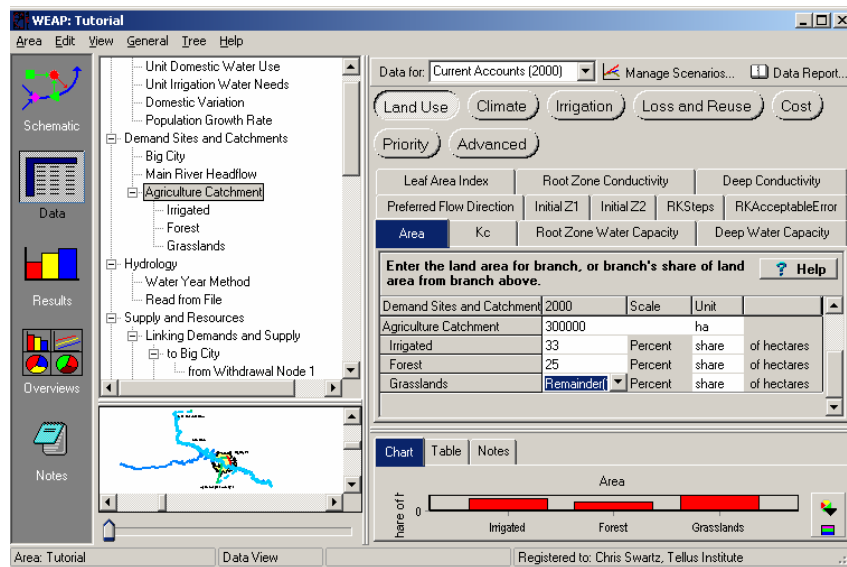 WEAP: Tutorial
Area Edit View General Tree Help
Schematic
Data
Results
Overviews
Notes
Unit Domestic Water Use
Unit Irrigation Water Needs
Domestic Variation
Population Growth Rate
Demand Sites and Catchments
Big City
Main River Headflow
Agriculture Catchment
Irrigated
Forest
Grasslands
Hydrology
Water Year Method
Read from File
Supply and Resources
Linking Demands and Supply
to Big City
from Withdrawal Node 1
Data for: Current Accounts (2000) Manage Scenarios... Data Report...
Land Use Climate Irrigation Loss and Reuse Cost
Priority Advanced
Leaf Area Index Root Zone Conductivity Deep Conductivity
Preferred Flow Direction Initial Z1 Initial Z2 RKSteps RKAcceptableError
Area Kc Root Zone Water Capacity Deep Water Capacity
Enter the land area for branch, or branch's share of land
area from branch above.
? Help
Demand Sites and Catchment 2000 Scale Unit
Agriculture Catchment 300000 ha
Irrigated 33 Percent share of hectares
Forest 25 Percent share of hectares
Grasslands Remainder( Percent share of hectares
Chart Table Notes
Area
hare of h
0
Irrigated Forest Grasslands
Area: Tutorial Data View Registered to: Chris Swartz, Tellus Institute